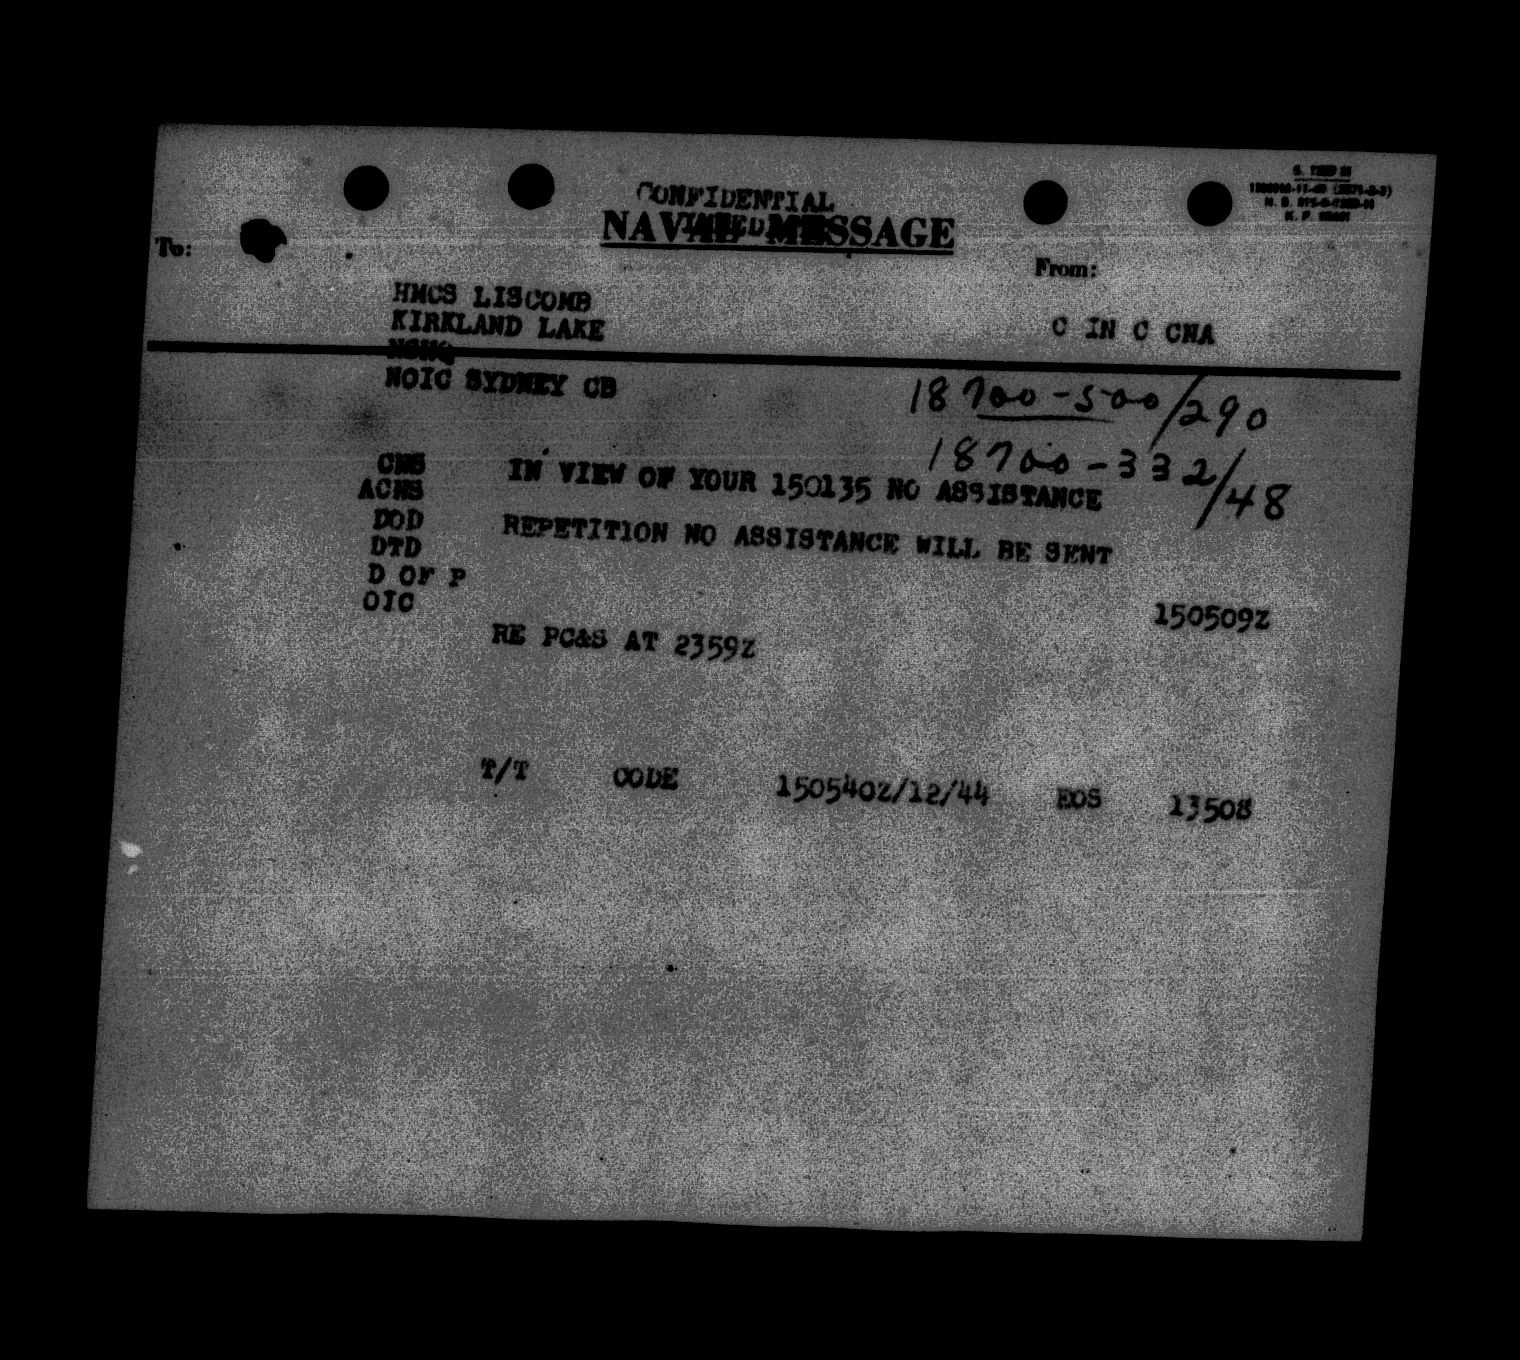 CONFIDENTIAL
NAVAL MESSAGE
To:
From:
HMCS LISCOMB
KIRKLAND LAKE
C IN C CNA
NSHQ
NOIC SYDNEY CB
18700-500/290
18700-332/48
CNS
IN VIEW OF YOUR 150135 NO ASSISTANCE
ACNS
DOD
REPETITION NO ASSISTANCE WILL BE SENT
DTD
D OF P
OIC
150509Z
RE PC&S AT 2359Z
T/T CODE 150540Z/12/44 EOS 13508